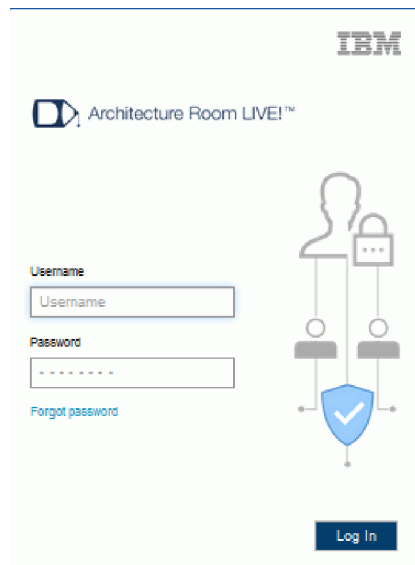 IBM
Architecture Room LIVE!™
Username
Username
Password
--------
Forgot password
Log In